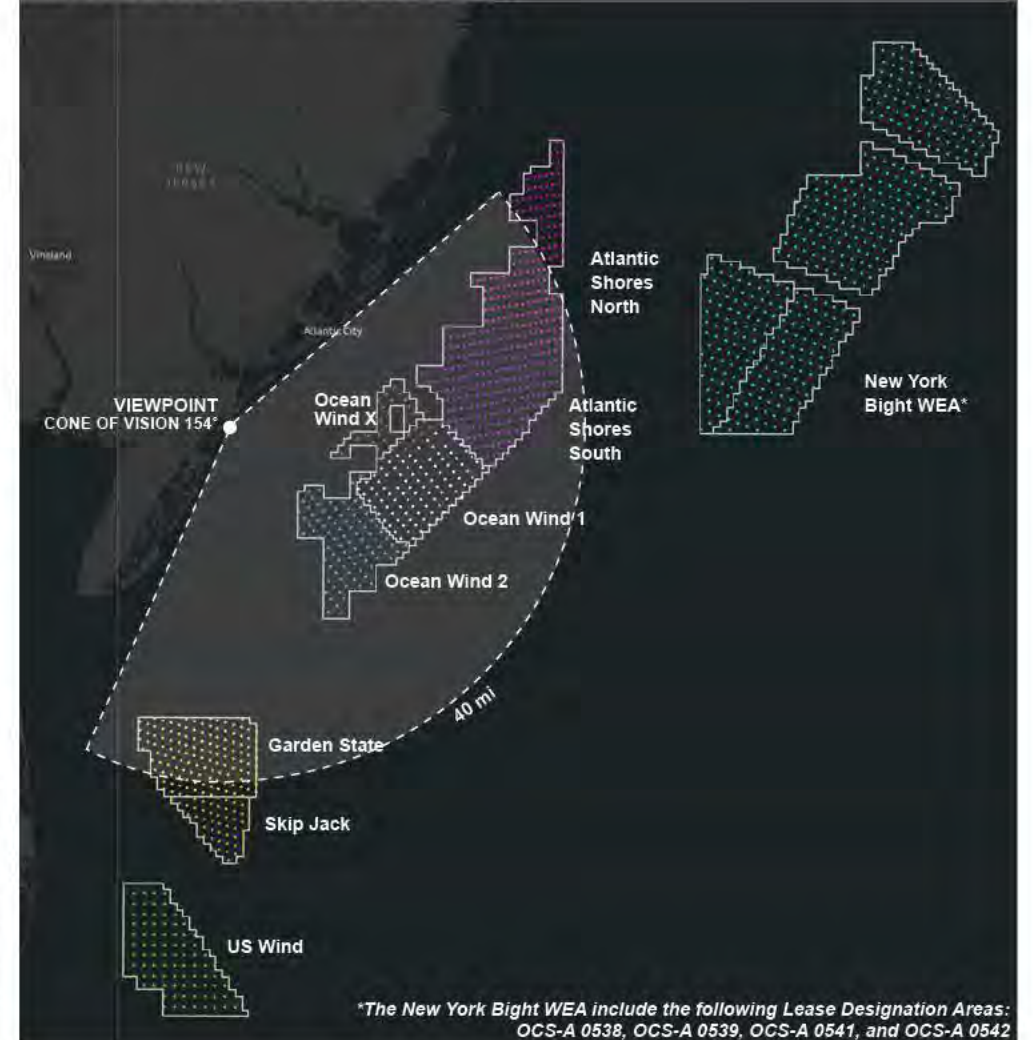 NEW
JERSEY
Vineland
Atlantic City
VIEWPOINT
CONE OF VISION 154°
Ocean
Wind X
Atlantic
Shores
North
Atlantic
Shores
South
New York
Bight WEA*
Ocean Wind 1
Ocean Wind 2
40 mi
Garden State
Skip Jack
US Wind
*The New York Bight WEA include the following Lease Designation Areas:
OCS-A 0538, OCS-A 0539, OCS-A 0541, and OCS-A 0542